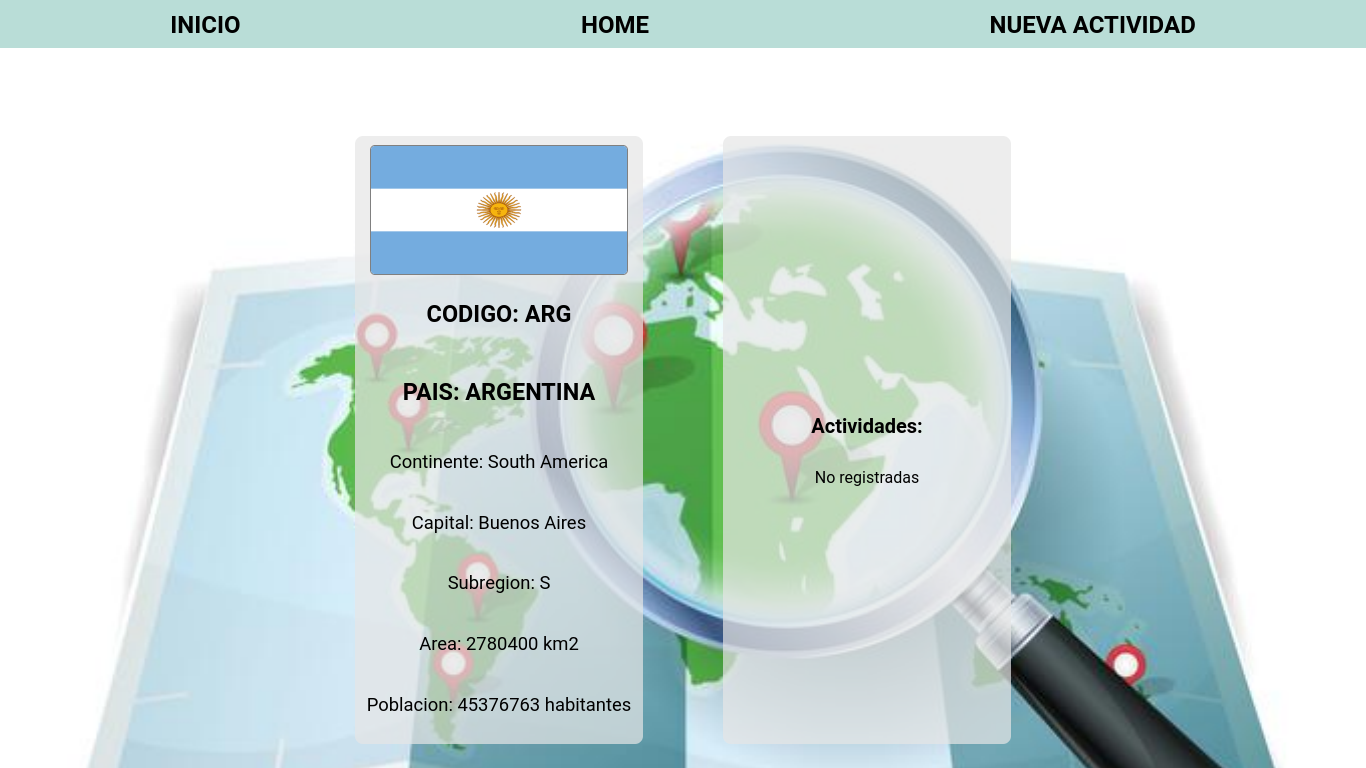 INICIO
HOME
NUEVA ACTIVIDAD
CODIGO: ARG
PAIS: ARGENTINA
Continente: South America
Capital: Buenos Aires
Subregion: S
Area: 2780400 km2
Poblacion: 45376763 habitantes
Actividades:
No registradas